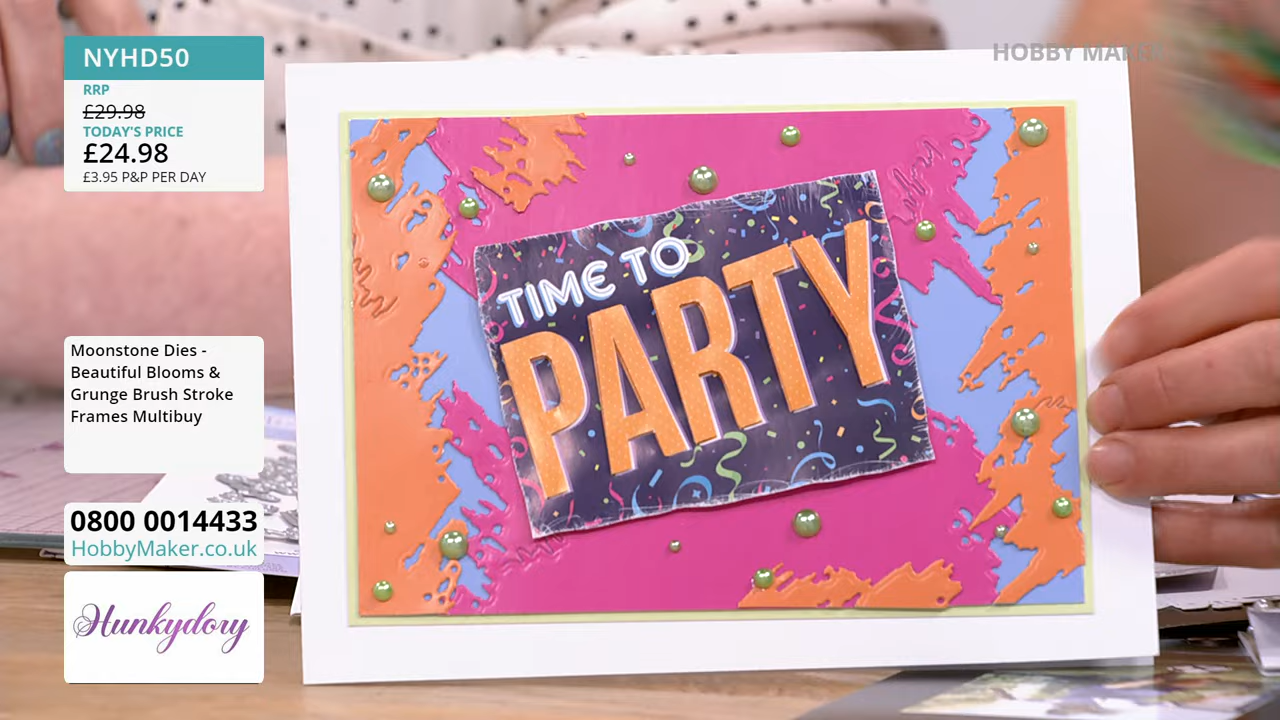 NYHD50
RRP
£29.98
TODAY'S PRICE
£24.98
£3.95 P&P PER DAY
Moonstone Dies -
Beautiful Blooms &
Grunge Brush Stroke
Frames Multibuy
0800 0014433
HobbyMaker.co.uk
Hunkydory
HOBBY MAKER
TIME TO
PARTY